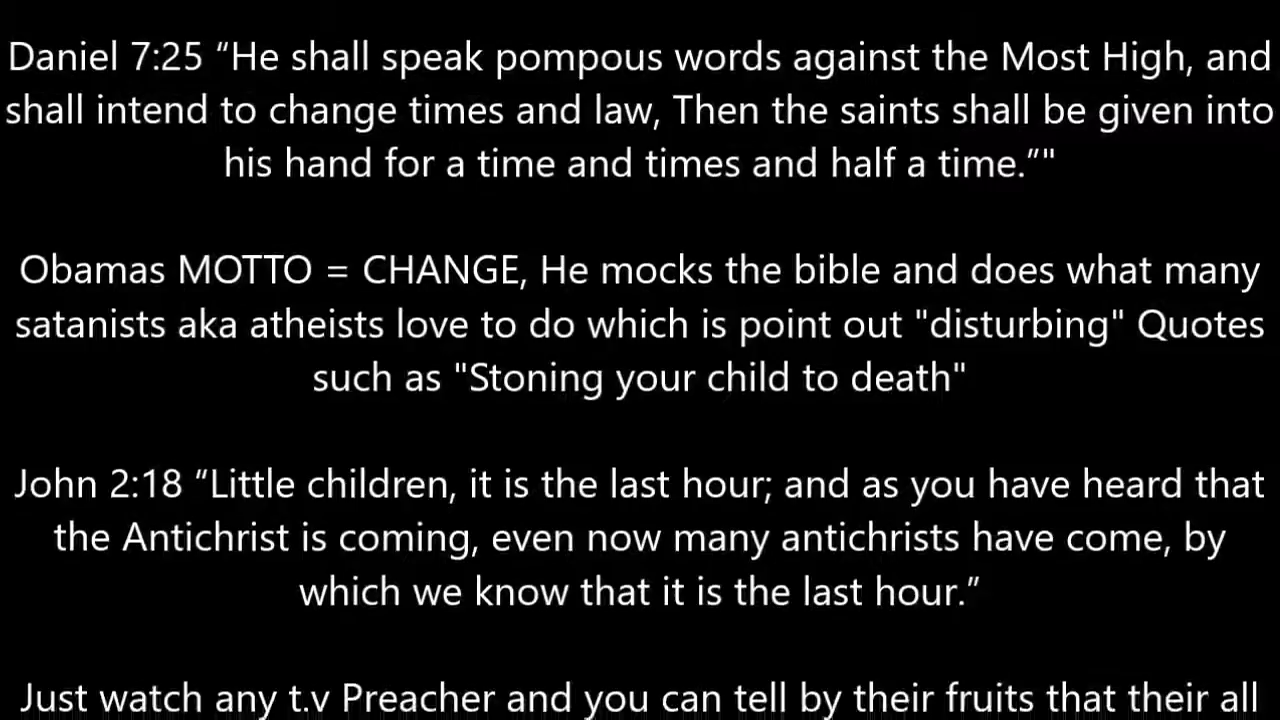 Daniel 7:25 “He shall speak pompous words against the Most High, and
shall intend to change times and law, Then the saints shall be given into
his hand for a time and times and half a time.”"
Obamas MOTTO = CHANGE, He mocks the bible and does what many
satanists aka atheists love to do which is point out "disturbing" Quotes
such as "Stoning your child to death"
John 2:18 “Little children, it is the last hour; and as you have heard that
the Antichrist is coming, even now many antichrists have come, by
which we know that it is the last hour.”
Just watch any t.v Preacher and you can tell by their fruits that their all